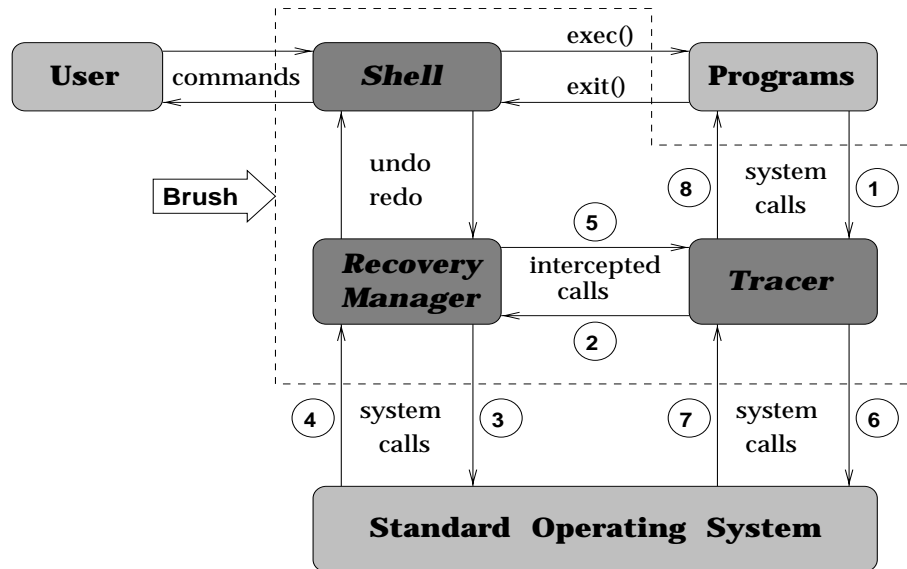 User
commands
Shell
exec()
exit()
Programs
Brush
undo
redo
8
system
calls
1
5
Recovery
Manager
intercepted
calls
Tracer
2
4
system
calls
3
7
system
calls
6
Standard Operating System